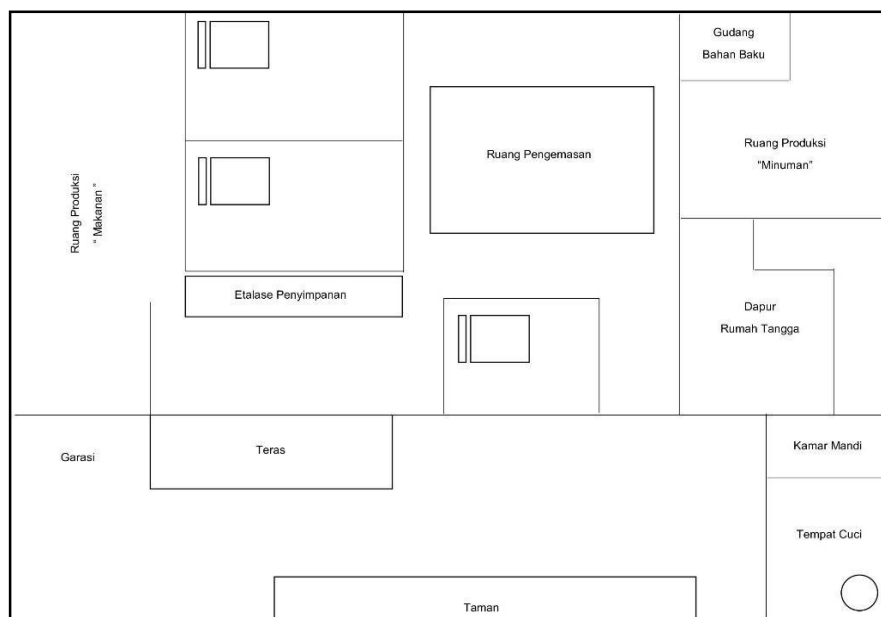 Gudang
Bahan Baku
Ruang Pengemasan
Ruang Produksi
"Minuman"
Ruang Produksi
" Makanan "
Etalase Penyimpanan
Dapur
Rumah Tangga
Garasi
Teras
Kamar Mandi
Tempat Cuci
Taman